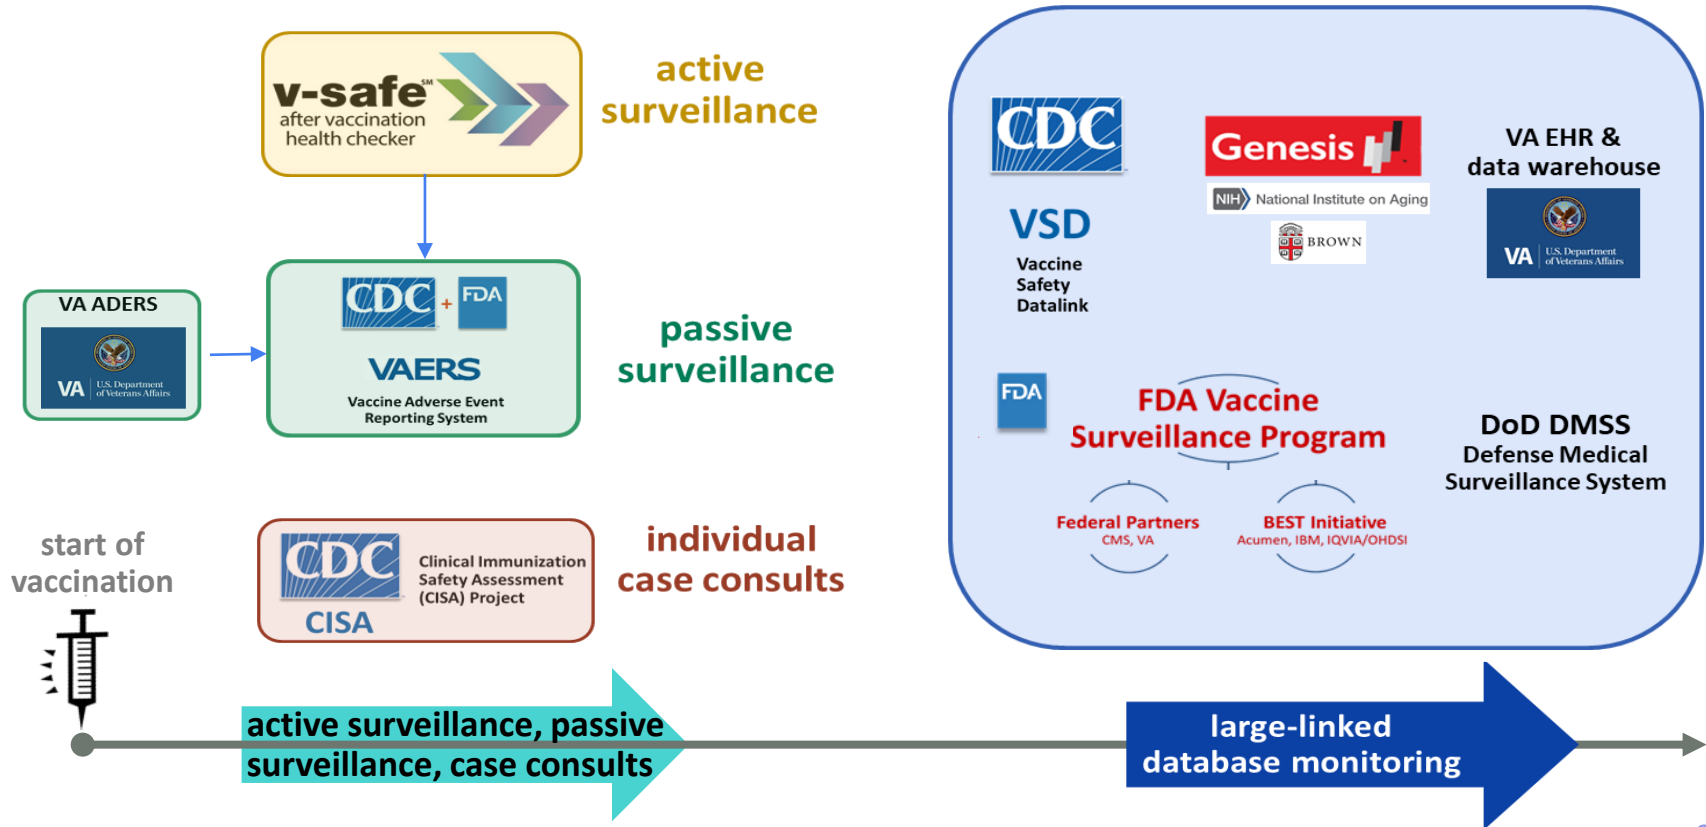 v-safe℠
after vaccination
health checker
active
surveillance
VA ADERS
VA
U.S. Department
of Veterans Affairs
CDC + FDA
VAERS
Vaccine Adverse Event
Reporting System
passive
surveillance
CDC
CISA
Clinical Immunization
Safety Assessment
(CISA) Project
individual
case consults
CDC
VSD
Vaccine
Safety
Datalink
Genesis
NIH National Institute on Aging
BROWN
VA EHR &
data warehouse
VA
U.S. Department
of Veterans Affairs
FDA
FDA Vaccine
Surveillance Program
Federal Partners
CMS, VA
BEST Initiative
Acumen, IBM, IQVIA/OHDSI
DoD DMSS
Defense Medical
Surveillance System
start of
vaccination
active surveillance, passive
surveillance, case consults
large-linked
database monitoring